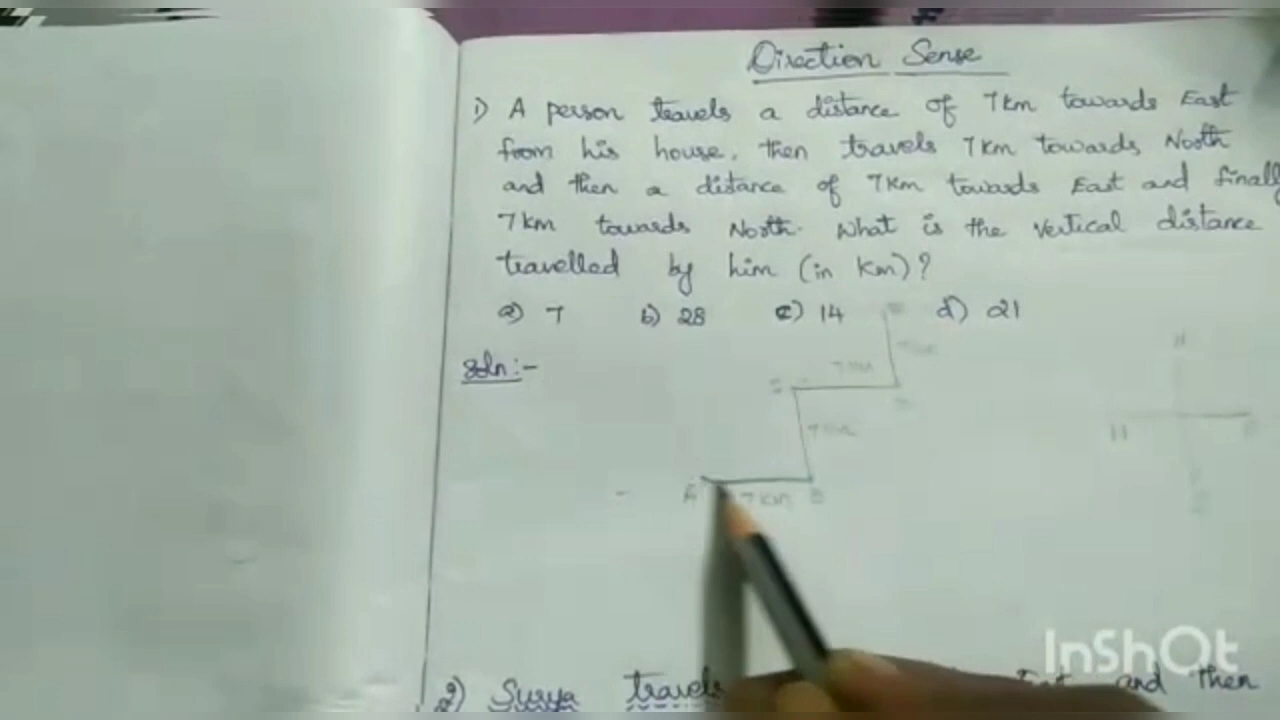 Direction Sense
1) A person travels a distance of 7km towards East
from his house, then travels 7km towards North
and then a distance of 7km towards East and finally
7km towards North. What is the vertical distance
travelled by him (in km)?
a) 7 b) 28 c) 14 d) 21
Soln:-
7km
C
7km
A 7km B
2) Surya travels and then
InShOt